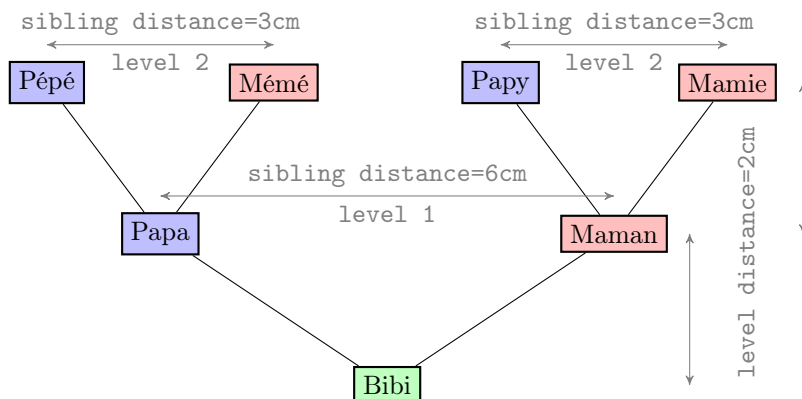 sibling distance=3cm
sibling distance=3cm
level 2
level 2
Pépé
Mémé
Papy
Mamie
sibling distance=6cm
level 1
level distance=2cm
Papa
Maman
Bibi